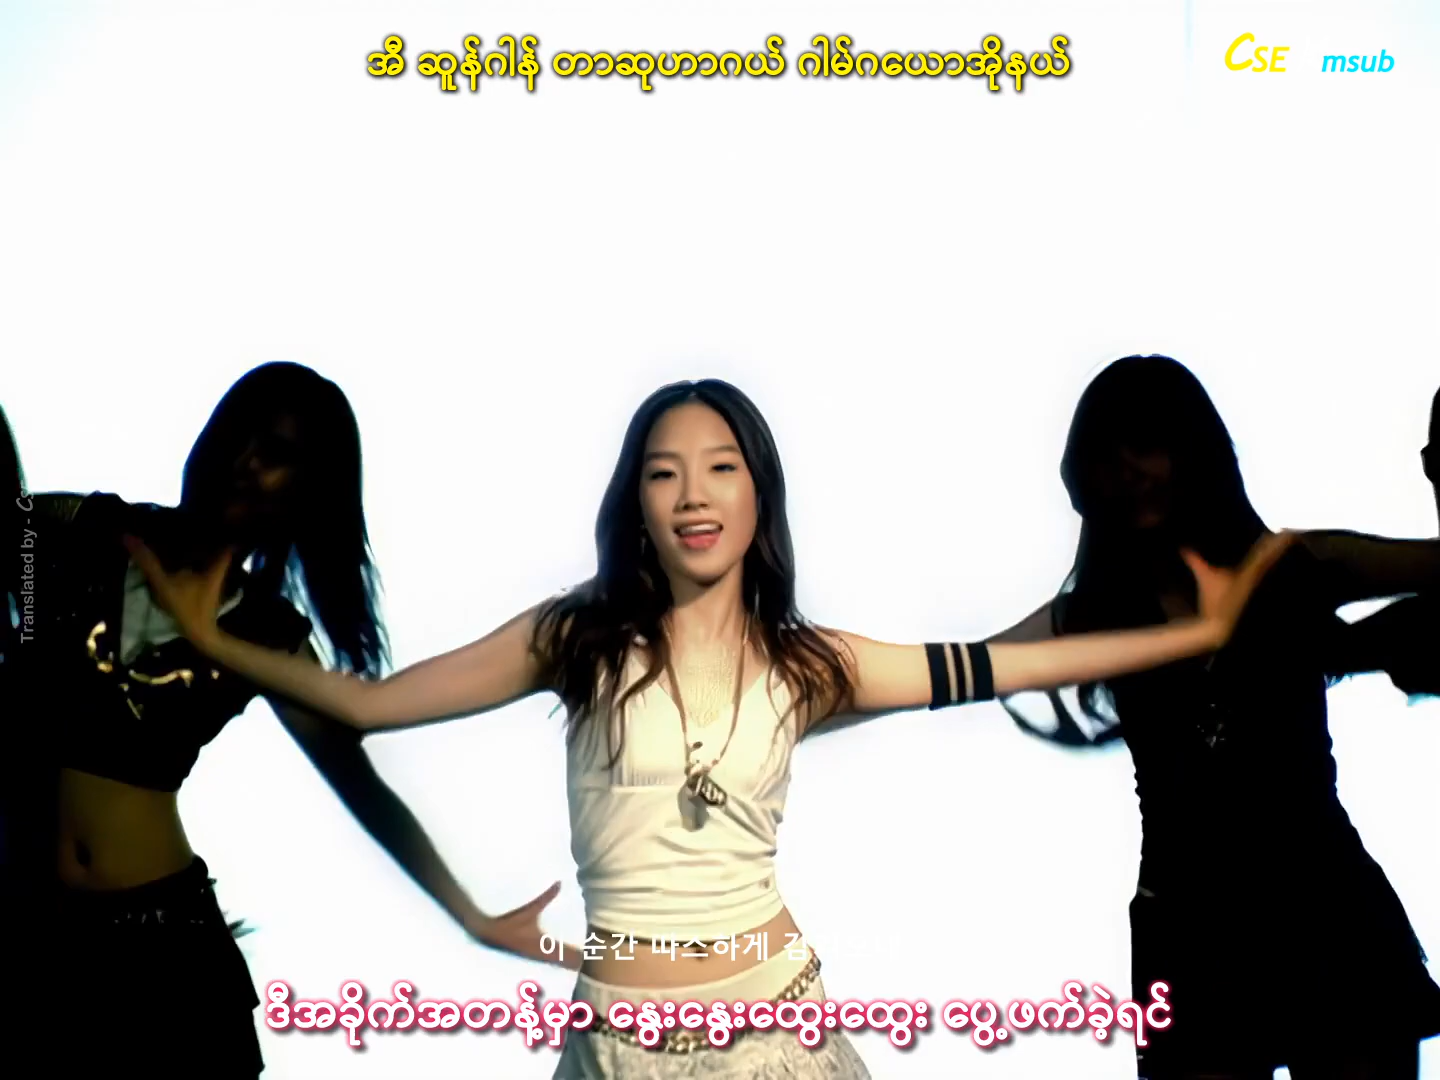 အီ ဆူန်ဂါန် တာဆုဟာဂယ် ဂါမ်ဂယောအိုနယ်
CSE msub
Translated by - CSE
이 순간 따스하게
ဒီအခိုက်အတန့်မှာ နွေးနွေးထွေးထွေး ပွေ့ဖက်ခဲ့ရင်